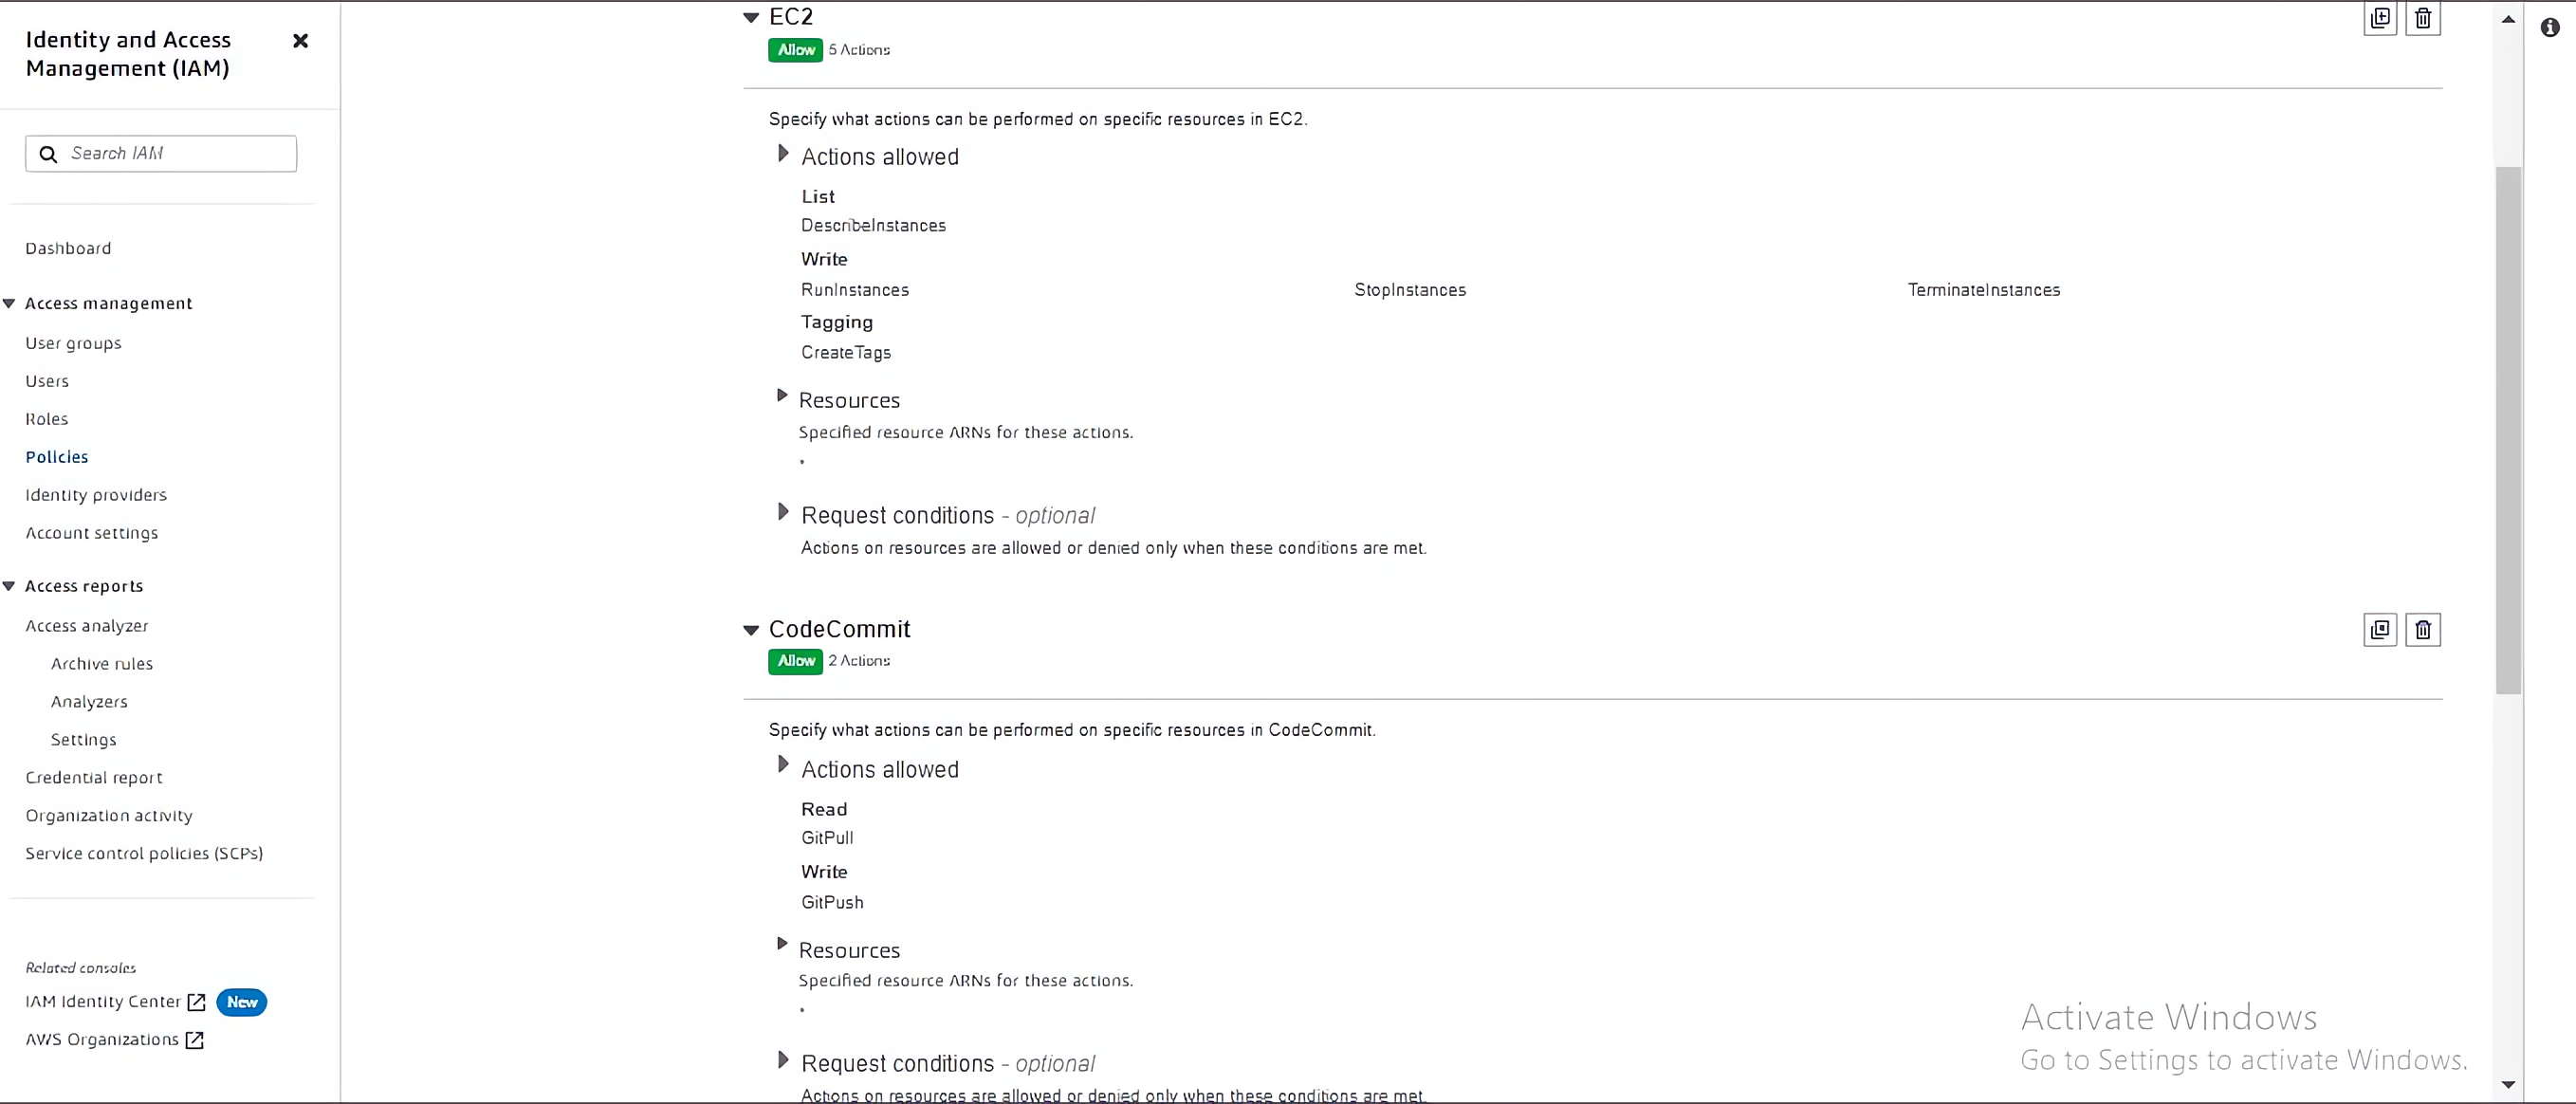 Identity and Access
Management (IAM)
Search IAM
Dashboard
Access management
User groups
Users
Roles
Policies
Identity providers
Account settings
Access reports
Access analyzer
Archive rules
Analyzers
Settings
Credential report
Organization activity
Service control policies (SCPs)
Related consoles
IAM Identity Center New
AWS Organizations
EC2
Allow 5 Actions
Specify what actions can be performed on specific resources in EC2.
Actions allowed
List
DescribeInstances
Write
RunInstances StopInstances TerminateInstances
Tagging
CreateTags
Resources
Specified resource ARNs for these actions.
*
Request conditions - optional
Actions on resources are allowed or denied only when these conditions are met.
CodeCommit
Allow 2 Actions
Specify what actions can be performed on specific resources in CodeCommit.
Actions allowed
Read
GitPull
Write
GitPush
Resources
Specified resource ARNs for these actions.
*
Request conditions - optional
Actions on resources are allowed or denied only when these conditions are met.
Activate Windows
Go to Settings to activate Windows.